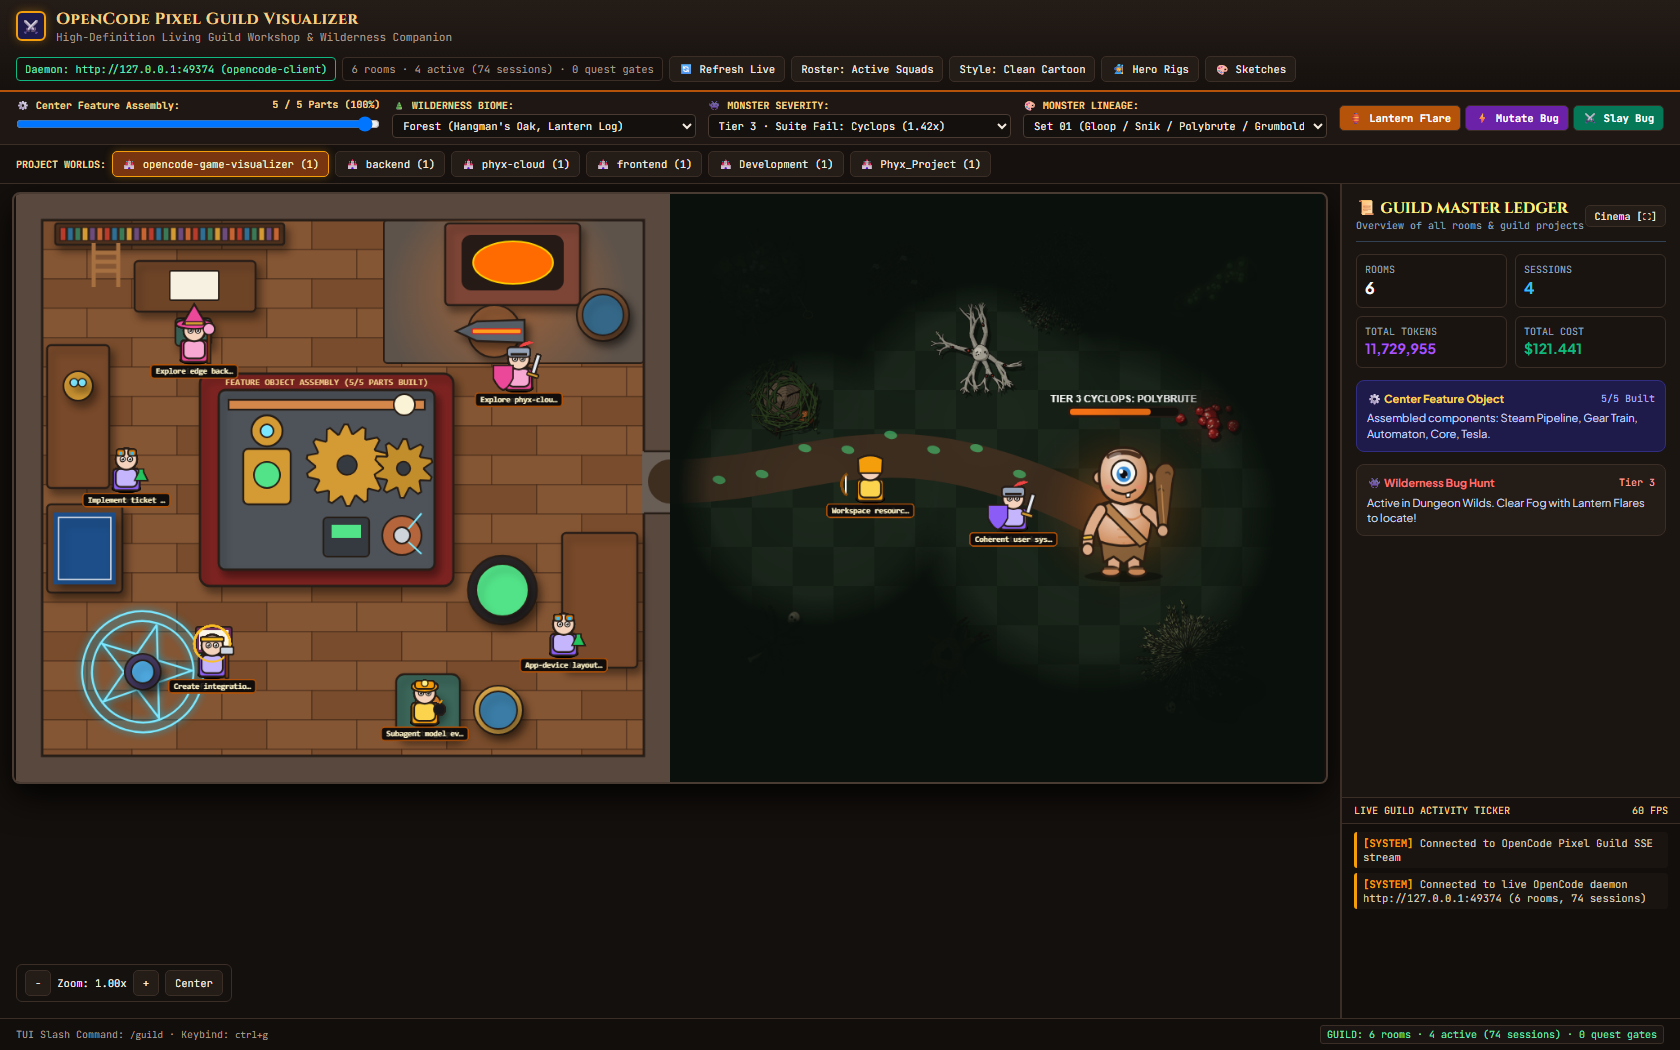 OpenCode Pixel Guild Visualizer
High-Definition Living Guild Workshop & Wilderness Companion
Daemon: http://127.0.0.1:49374 (opencode-client)
6 rooms · 4 active (74 sessions) · 0 quest gates
Refresh Live
Roster: Active Squads
Style: Clean Cartoon
Hero Rigs
Sketches
Center Feature Assembly:
5 / 5 Parts (100%)
WILDERNESS BIOME:
Forest (Hangman's Oak, Lantern Log)
MONSTER SEVERITY:
Tier 3 · Suite Fail: Cyclops (1.42x)
MONSTER LINEAGE:
Set 01 (Gloop / Snik / Polybrute / Grumbold
Lantern Flare
Mutate Bug
Slay Bug
PROJECT WORLDS:
opencode-game-visualizer (1)
backend (1)
phyx-cloud (1)
frontend (1)
Development (1)
Phyx_Project (1)
Explore edge back…
FEATURE OBJECT ASSEMBLY (5/5 PARTS BUILT)
Explore phyx-clou…
Implement ticket …
Create integratio…
App-device layout…
Subagent model ev…
TIER 3 CYCLOPS: POLYBRUTE
Workspace resourc…
Coherent user sys…
GUILD MASTER LEDGER
Overview of all rooms & guild projects
Cinema [⛶]
ROOMS
6
SESSIONS
4
TOTAL TOKENS
11,729,955
TOTAL COST
$121.441
Center Feature Object
5/5 Built
Assembled components: Steam Pipeline, Gear Train,
Automaton, Core, Tesla.
Wilderness Bug Hunt
Tier 3
Active in Dungeon Wilds. Clear Fog with Lantern Flares
to locate!
LIVE GUILD ACTIVITY TICKER
60 FPS
[SYSTEM] Connected to OpenCode Pixel Guild SSE
stream
[SYSTEM] Connected to live OpenCode daemon
http://127.0.0.1:49374 (6 rooms, 74 sessions)
-
Zoom: 1.00x
+
Center
TUI Slash Command: /guild · Keybind: ctrl+g
GUILD: 6 rooms · 4 active (74 sessions) · 0 quest gates